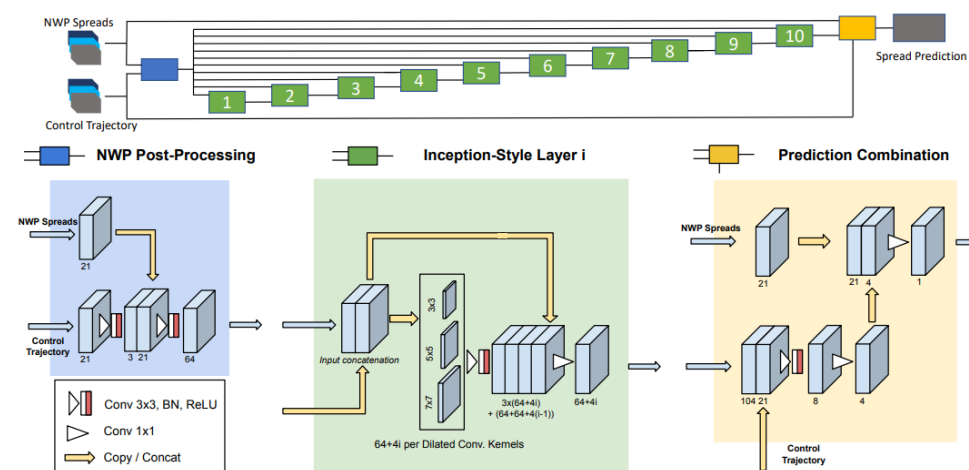 NWP Spreads
Control Trajectory
1
2
3
4
5
6
7
8
9
10
Spread Prediction
NWP Post-Processing
NWP Spreads
21
Control
Trajectory
21
3 21
64
Conv 3x3, BN, ReLU
Conv 1x1
Copy / Concat
Inception-Style Layer i
Input concatenation
3x3
5x5
7x7
3x(64+4i)
+ (64+64+4(i-1))
64+4i
64+4i per Dilated Conv. Kernels
Prediction Combination
NWP Spreads
21
21 4
1
104 21
8
4
Control
Trajectory